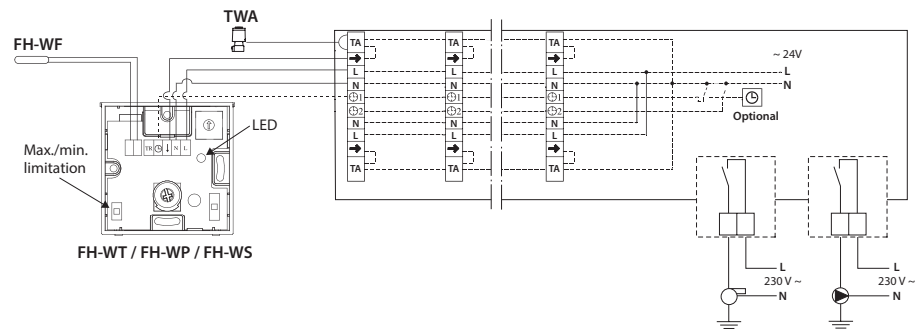 TWA
FH-WF
LED
Max./min.
limitation
TR N L
FH-WT / FH-WP / FH-WS
TA
L
N
1
2
N
L
TA
TA
L
N
1
2
N
L
TA
TA
L
N
1
2
N
L
TA
~ 24V
L
N
Optional
L
230 V ~
N
L
230 V ~
N